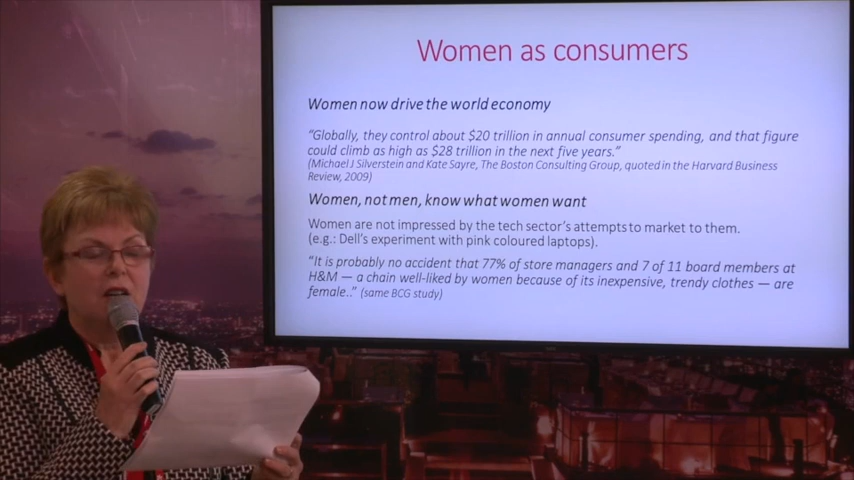 Women as consumers
Women now drive the world economy
“Globally, they control about $20 trillion in annual consumer spending, and that figure
could climb as high as $28 trillion in the next five years.”
(Michael J Silverstein and Kate Sayre, The Boston Consulting Group, quoted in the Harvard Business
Review, 2009)
Women, not men, know what women want
Women are not impressed by the tech sector’s attempts to market to them.
(e.g.: Dell’s experiment with pink coloured laptops).
“It is probably no accident that 77% of store managers and 7 of 11 board members at
H&M — a chain well-liked by women because of its inexpensive, trendy clothes — are
female..” (same BCG study)